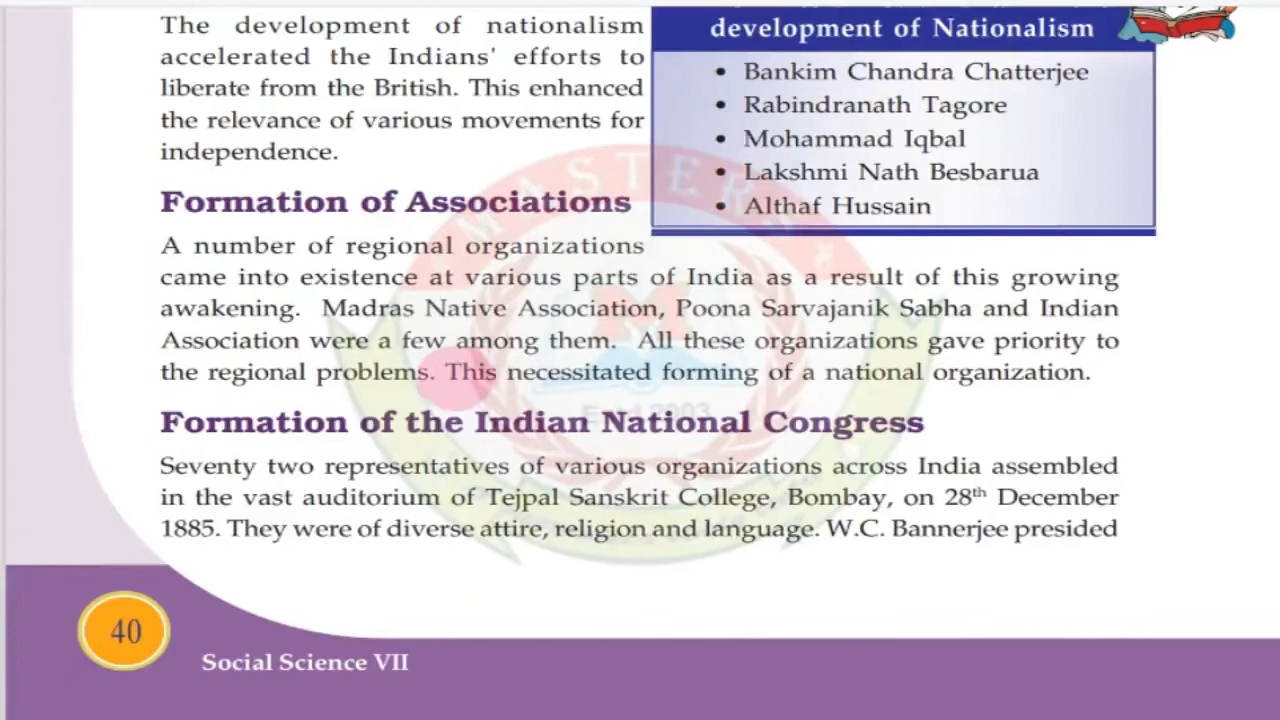 The development of nationalism
accelerated the Indians' efforts to
liberate from the British. This enhanced
the relevance of various movements for
independence.
development of Nationalism
• Bankim Chandra Chatterjee
• Rabindranath Tagore
• Mohammad Iqbal
• Lakshmi Nath Besbarua
• Althaf Hussain
Formation of Associations
A number of regional organizations
came into existence at various parts of India as a result of this growing
awakening. Madras Native Association, Poona Sarvajanik Sabha and Indian
Association were a few among them. All these organizations gave priority to
the regional problems. This necessitated forming of a national organization.
Formation of the Indian National Congress
Seventy two representatives of various organizations across India assembled
in the vast auditorium of Tejpal Sanskrit College, Bombay, on 28th December
1885. They were of diverse attire, religion and language. W.C. Bannerjee presided
40
Social Science VII
MASTERS